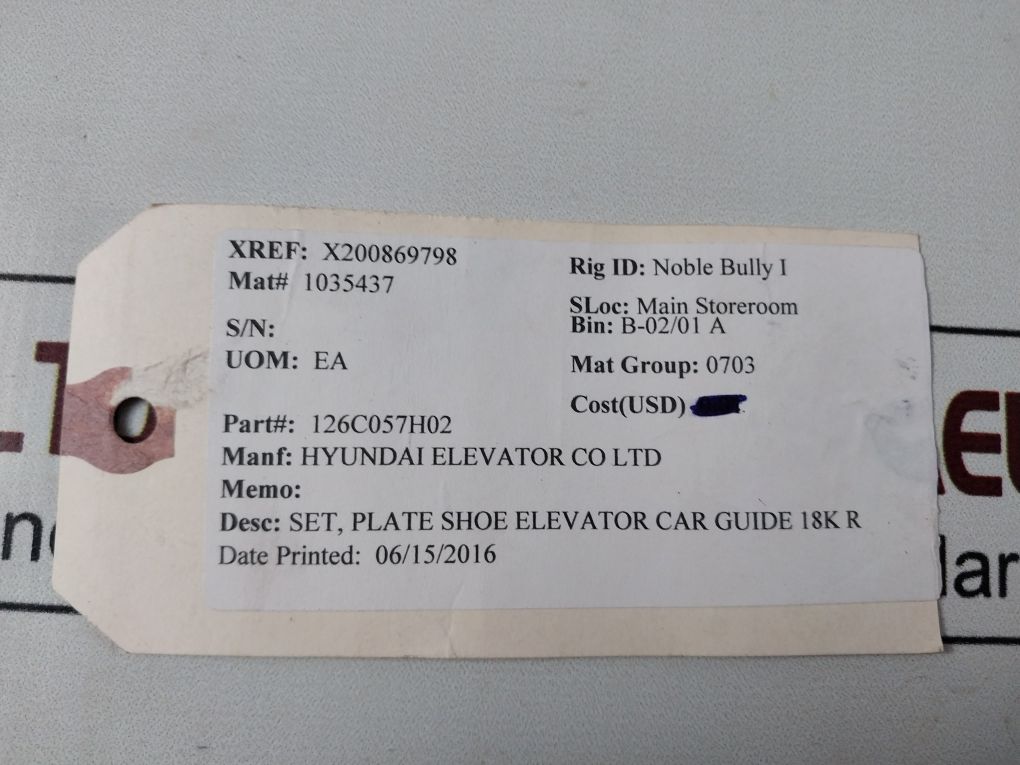 XREF: X200869798
Mat# 1035437
S/N:
UOM: EA
Part#: 126C057H02
Manf: HYUNDAI ELEVATOR CO LTD
Memo:
Desc: SET, PLATE SHOE ELEVATOR CAR GUIDE 18K R
Date Printed: 06/15/2016
Rig ID: Noble Bully I
SLoc: Main Storeroom
Bin: B-02/01 A
Mat Group: 0703
Cost(USD)